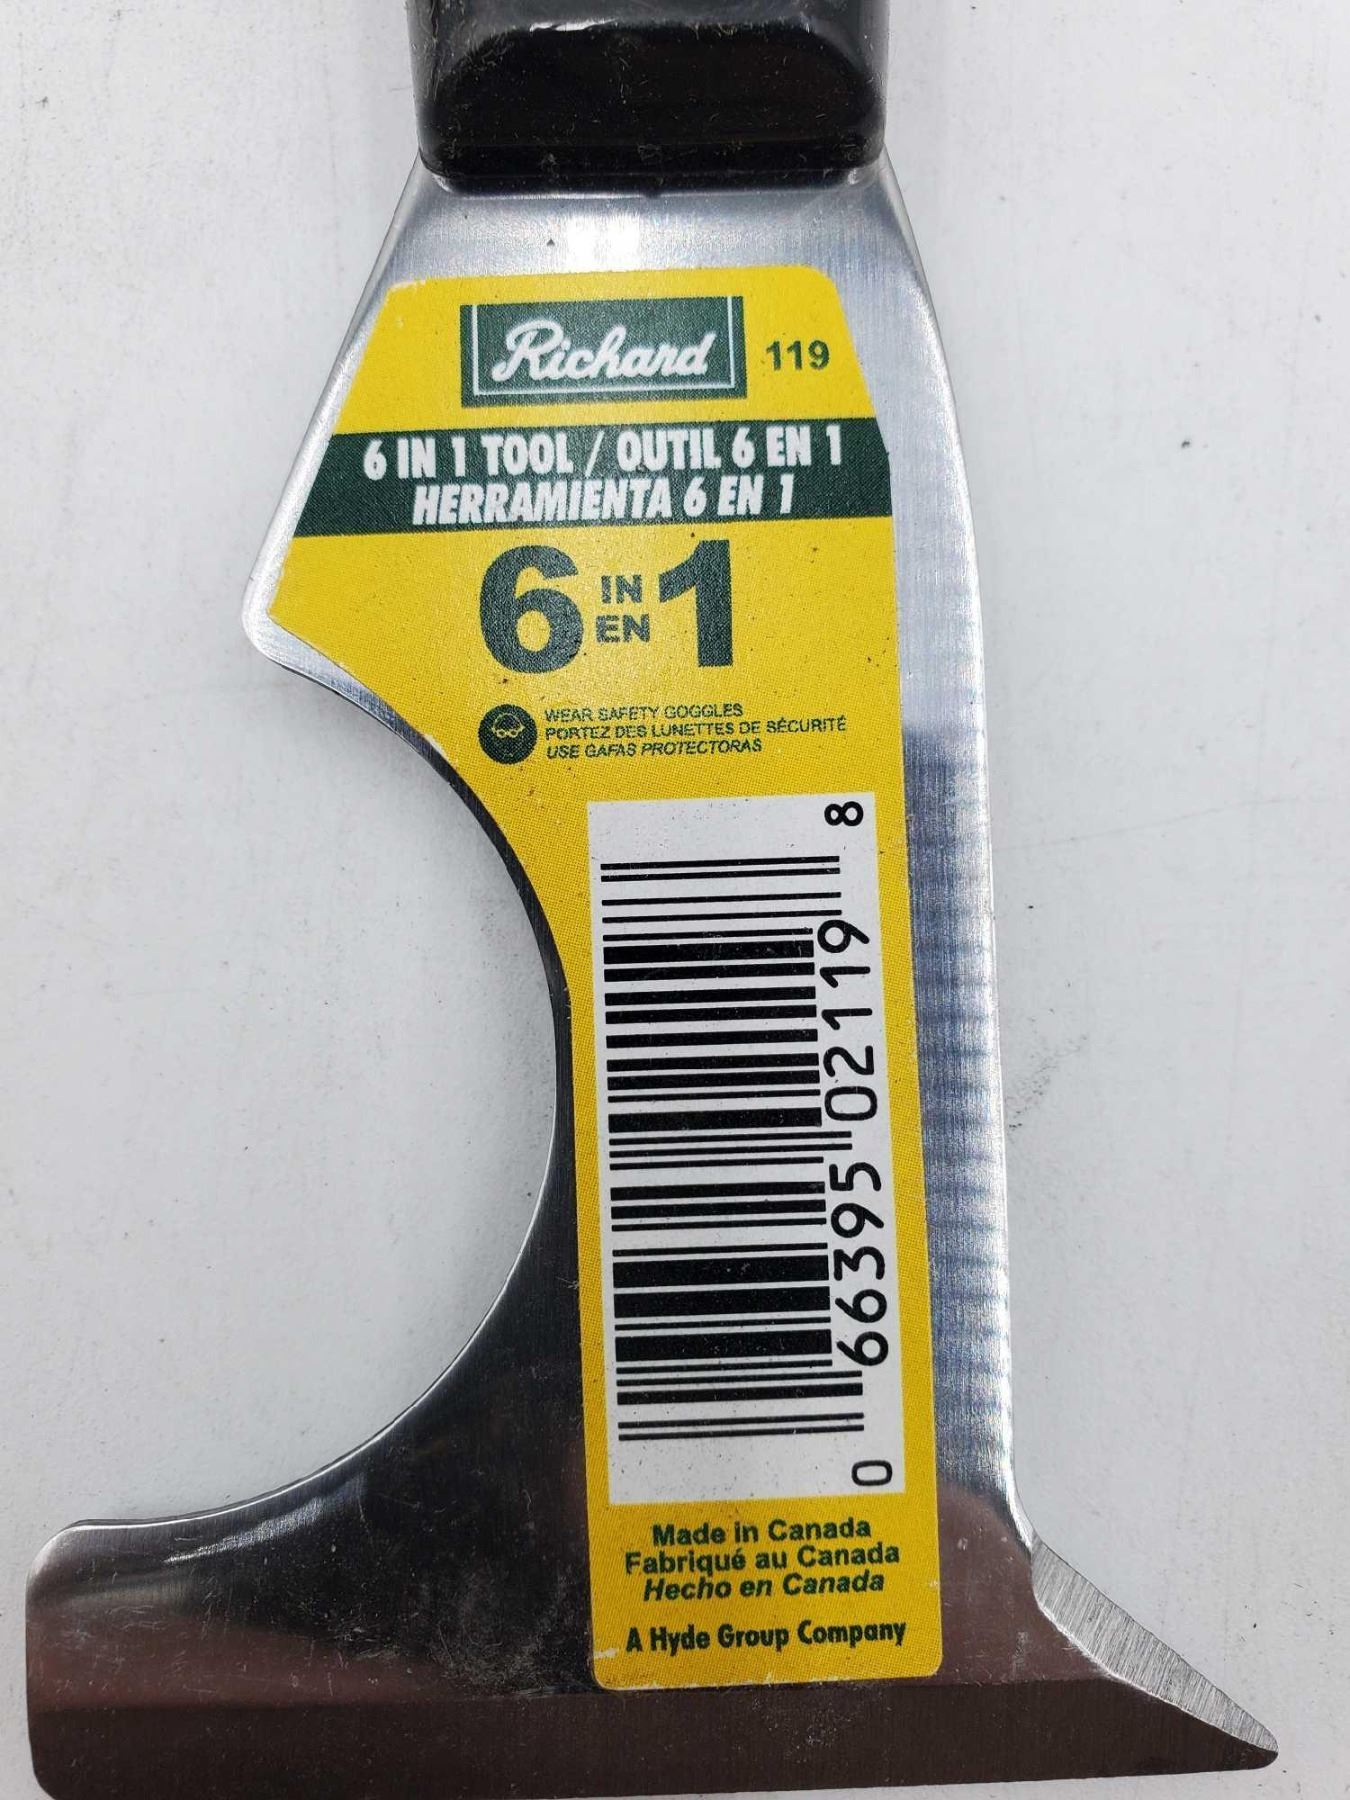 Richard 119
6 IN 1 TOOL / OUTIL 6 EN 1
HERRAMIENTA 6 EN 1
6 IN EN 1
WEAR SAFETY GOGGLES
PORTEZ DES LUNETTES DE SÉCURITÉ
USE GAFAS PROTECTORAS
0 66395 02119 8
Made in Canada
Fabriqué au Canada
Hecho en Canada
A Hyde Group Company